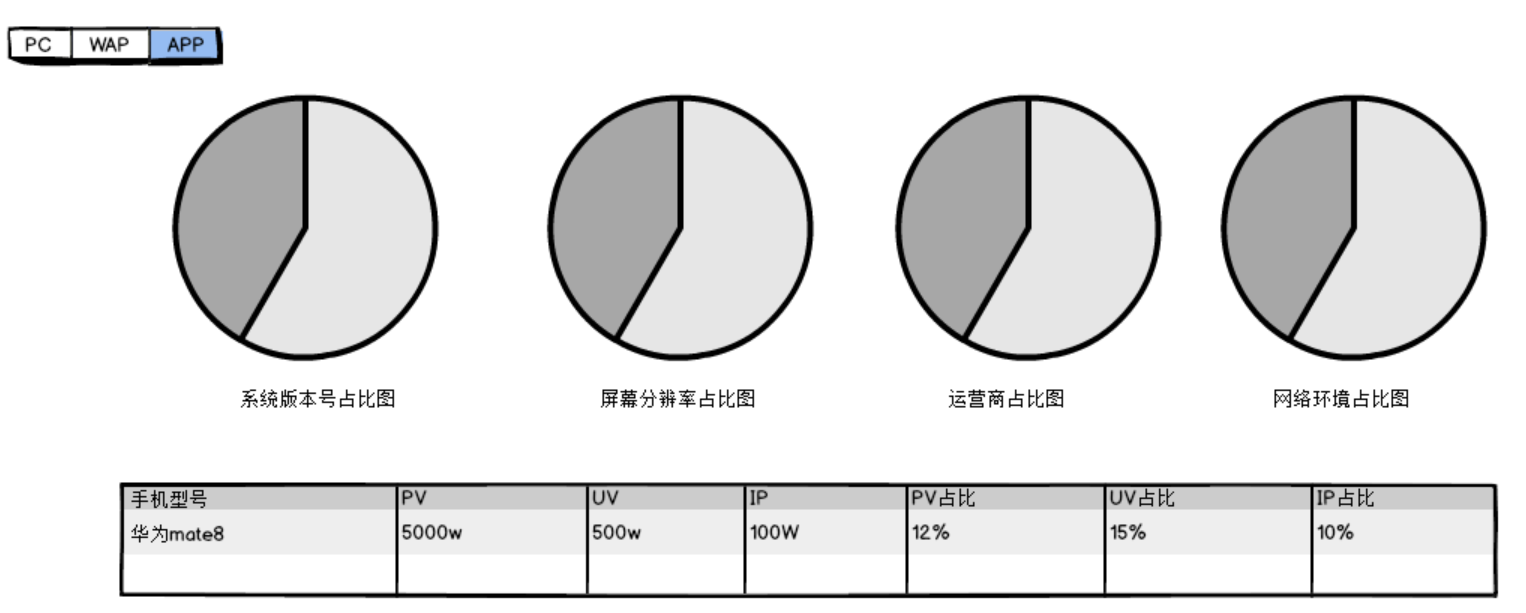 PC WAP APP
系统版本号占比图 屏幕分辨率占比图 运营商占比图 网络环境占比图
手机型号 PV UV IP PV占比 UV占比 IP占比
华为mate8 5000w 500w 100W 12% 15% 10%